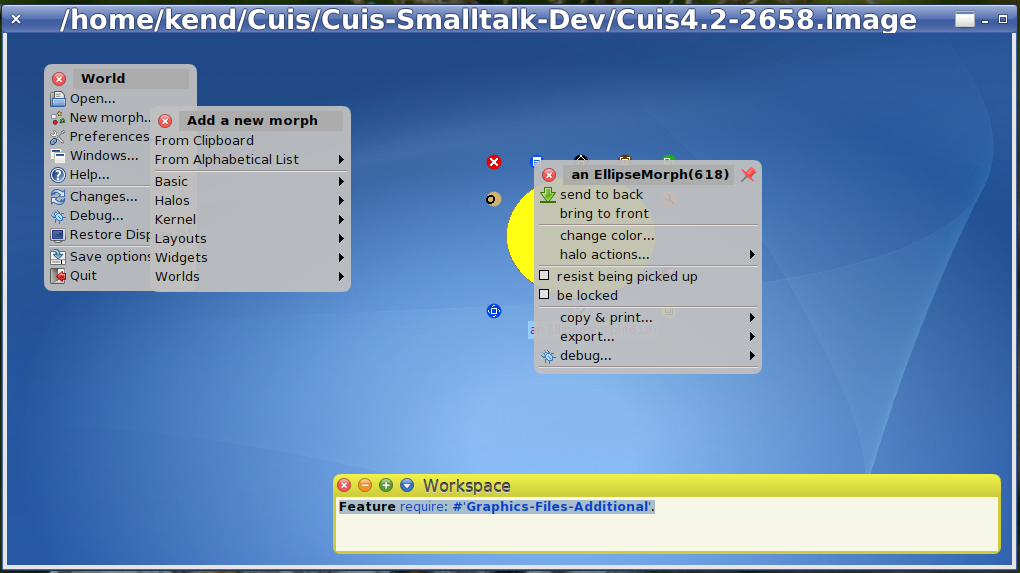 /home/kend/Cuis/Cuis-Smalltalk-Dev/Cuis4.2-2658.image
World
Open...
New morph..
Preferences
Windows...
Help...
Changes...
Debug...
Restore Disp
Save options
Quit
Add a new morph
From Clipboard
From Alphabetical List
Basic
Halos
Kernel
Layouts
Widgets
Worlds
an EllipseMorph(618)
send to back
bring to front
change color...
halo actions...
resist being picked up
be locked
copy & print...
export...
debug...
Workspace
Feature require: #'Graphics-Files-Additional'.